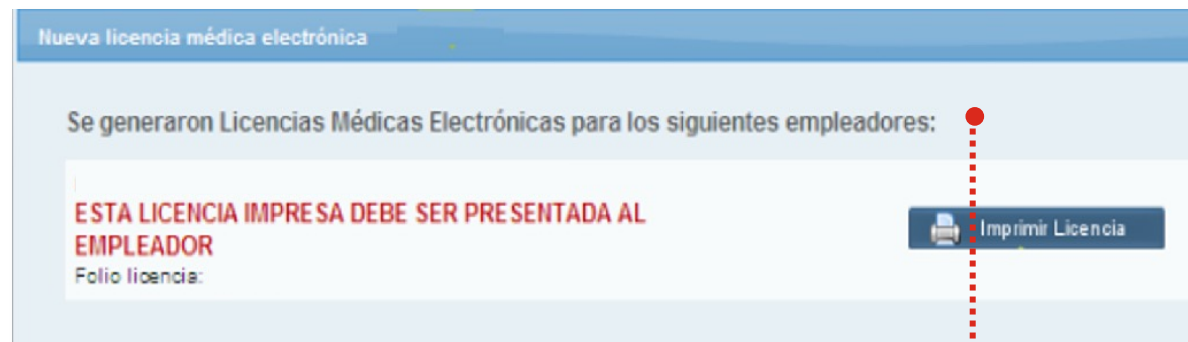 Nueva licencia médica electrónica
Se generaron Licencias Médicas Electrónicas para los siguientes empleadores:
ESTA LICENCIA IMPRESA DEBE SER PRESENTADA AL
EMPLEADOR
Imprimir Licencia
Folio licencia: